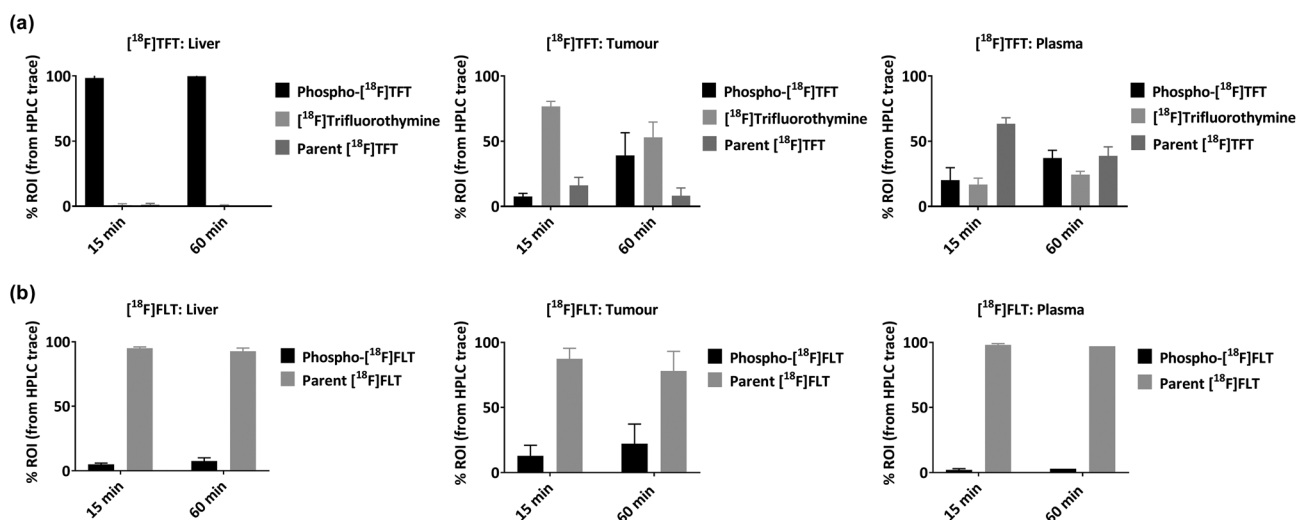 (a)
[¹⁸F]TFT: Liver
% ROI (from HPLC trace)
100
50
0
15 min
60 min
Phospho-[¹⁸F]TFT
[¹⁸F]Trifluorothymine
Parent [¹⁸F]TFT
[¹⁸F]TFT: Tumour
% ROI (from HPLC trace)
100
50
0
15 min
60 min
Phospho-[¹⁸F]TFT
[¹⁸F]Trifluorothymine
Parent [¹⁸F]TFT
[¹⁸F]TFT: Plasma
% ROI (from HPLC trace)
100
50
0
15 min
60 min
Phospho-[¹⁸F]TFT
[¹⁸F]Trifluorothymine
Parent [¹⁸F]TFT
(b)
[¹⁸F]FLT: Liver
% ROI (from HPLC trace)
100
50
0
15 min
60 min
Phospho-[¹⁸F]FLT
Parent [¹⁸F]FLT
[¹⁸F]FLT: Tumour
% ROI (from HPLC trace)
100
50
0
15 min
60 min
Phospho-[¹⁸F]FLT
Parent [¹⁸F]FLT
[¹⁸F]FLT: Plasma
% ROI (from HPLC trace)
100
50
0
15 min
60 min
Phospho-[¹⁸F]FLT
Parent [¹⁸F]FLT